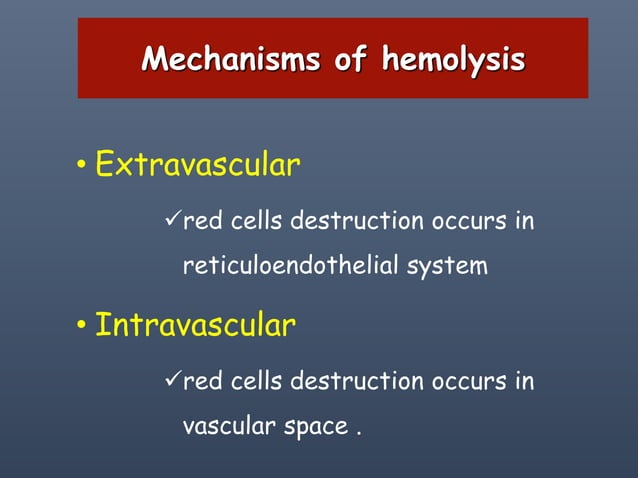 Mechanisms of hemolysis
• Extravascular
✓red cells destruction occurs in
reticuloendothelial system
• Intravascular
✓red cells destruction occurs in
vascular space .